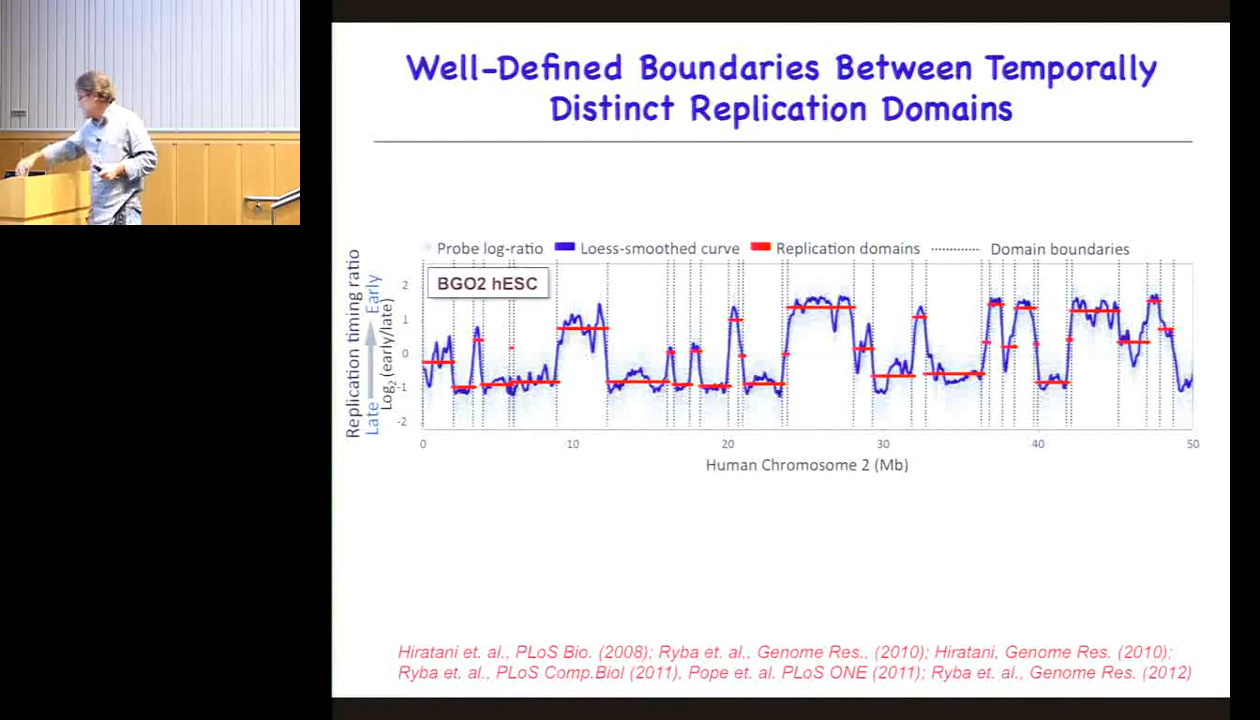 Well-Defined Boundaries Between Temporally
Distinct Replication Domains
Probe log-ratio Loess-smoothed curve Replication domains Domain boundaries
BGO2 hESC
Replication timing ratio
Late Early
Log2 (early/late)
2
1
0
-1
-2
0 10 20 30 40 50
Human Chromosome 2 (Mb)
Hiratani et. al., PLoS Bio. (2008); Ryba et. al., Genome Res., (2010); Hiratani, Genome Res. (2010);
Ryba et. al., PLoS Comp.Biol (2011), Pope et. al. PLoS ONE (2011); Ryba et. al., Genome Res. (2012)